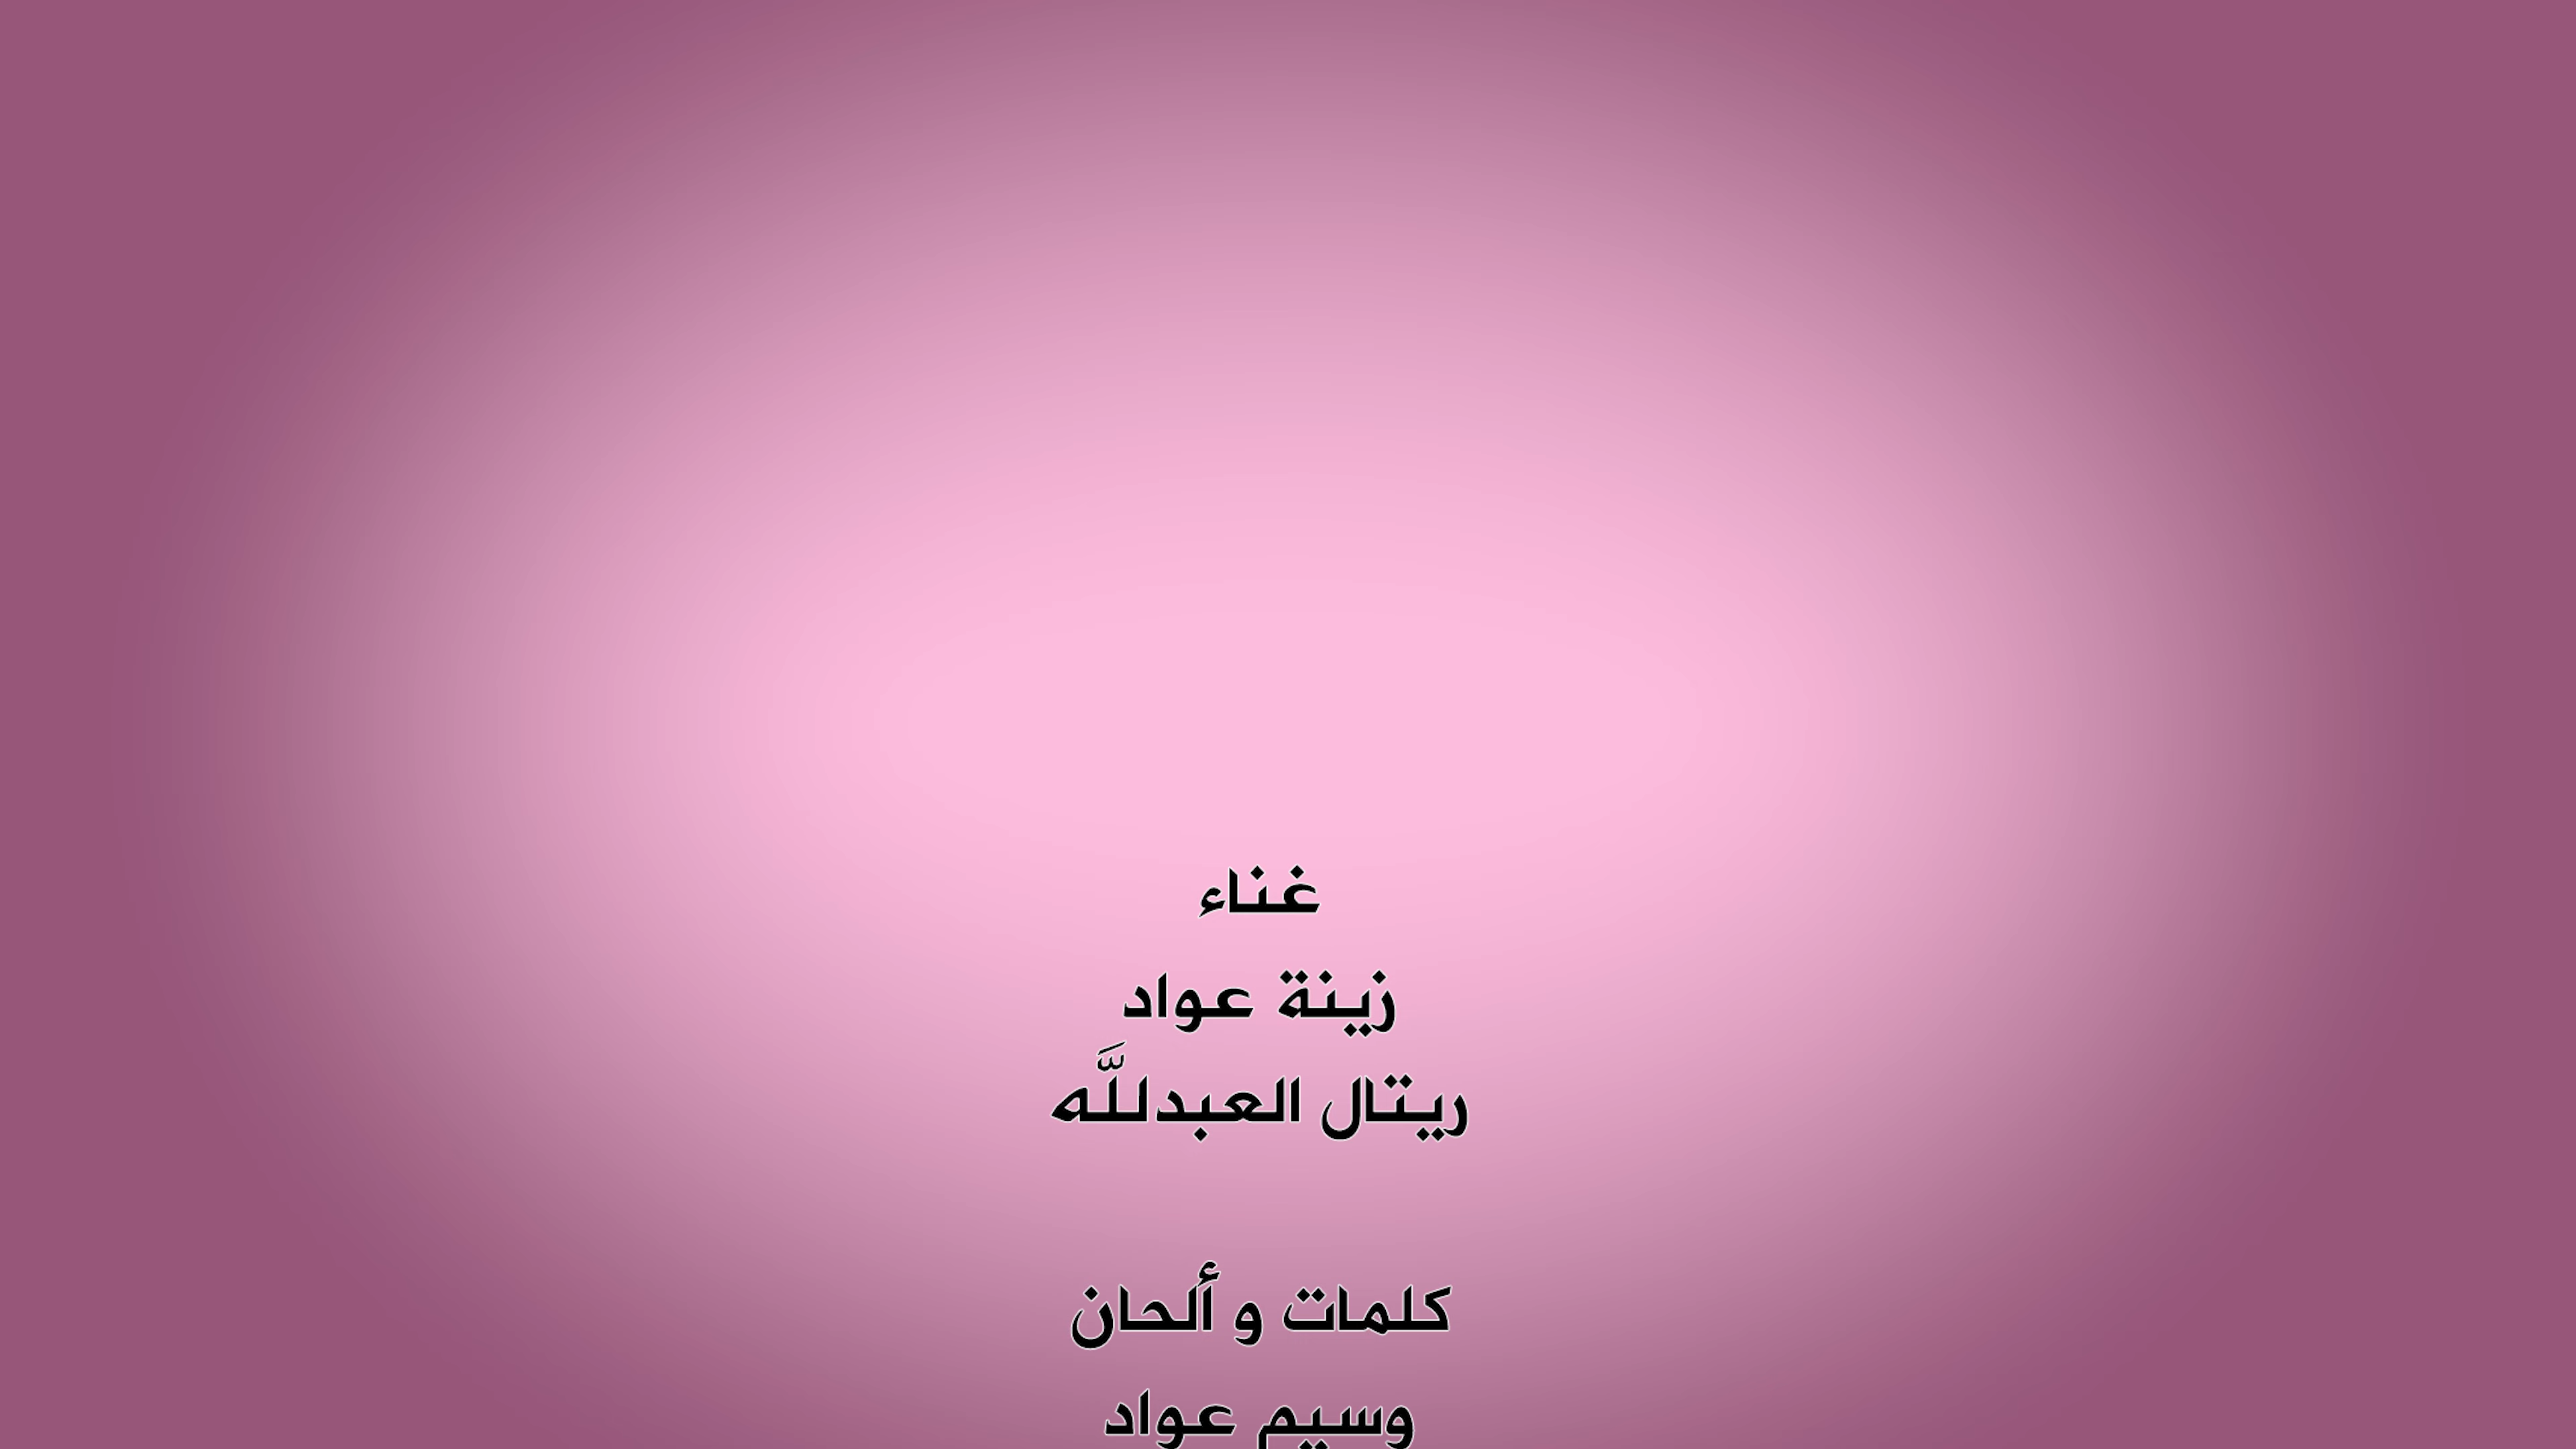 غناء
زينة عواد
ريتال العبدللَّه
كلمات و ألحان
وسيم عواد